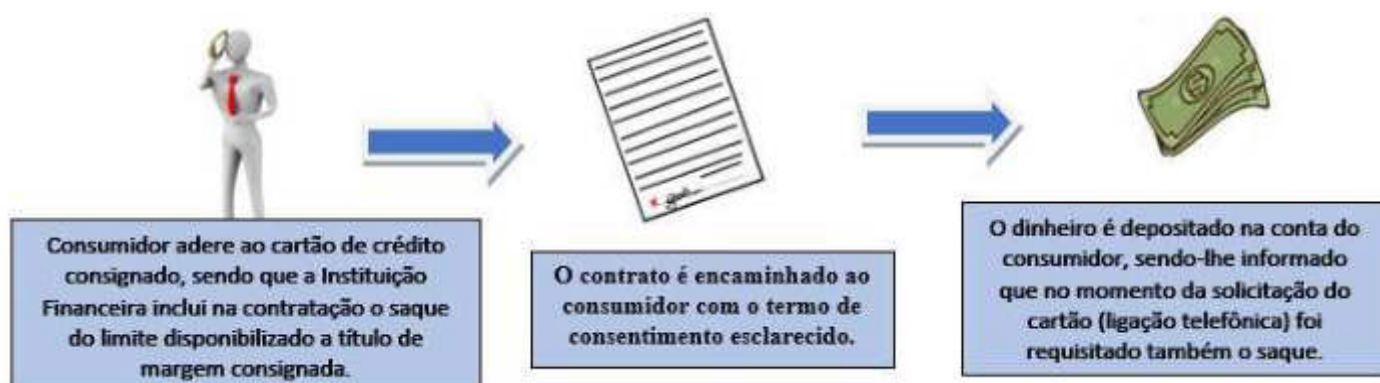 Consumidor adere ao cartão de crédito
consignado, sendo que a Instituição
Financeira inclui na contratação o saque
do limite disponibilizado a título de
margem consignada.
O contrato é encaminhado ao
consumidor com o termo de
consentimento esclarecido.
O dinheiro é depositado na conta do
consumidor, sendo-lhe informado
que no momento da solicitação do
cartão (ligação telefônica) foi
requisitado também o saque.